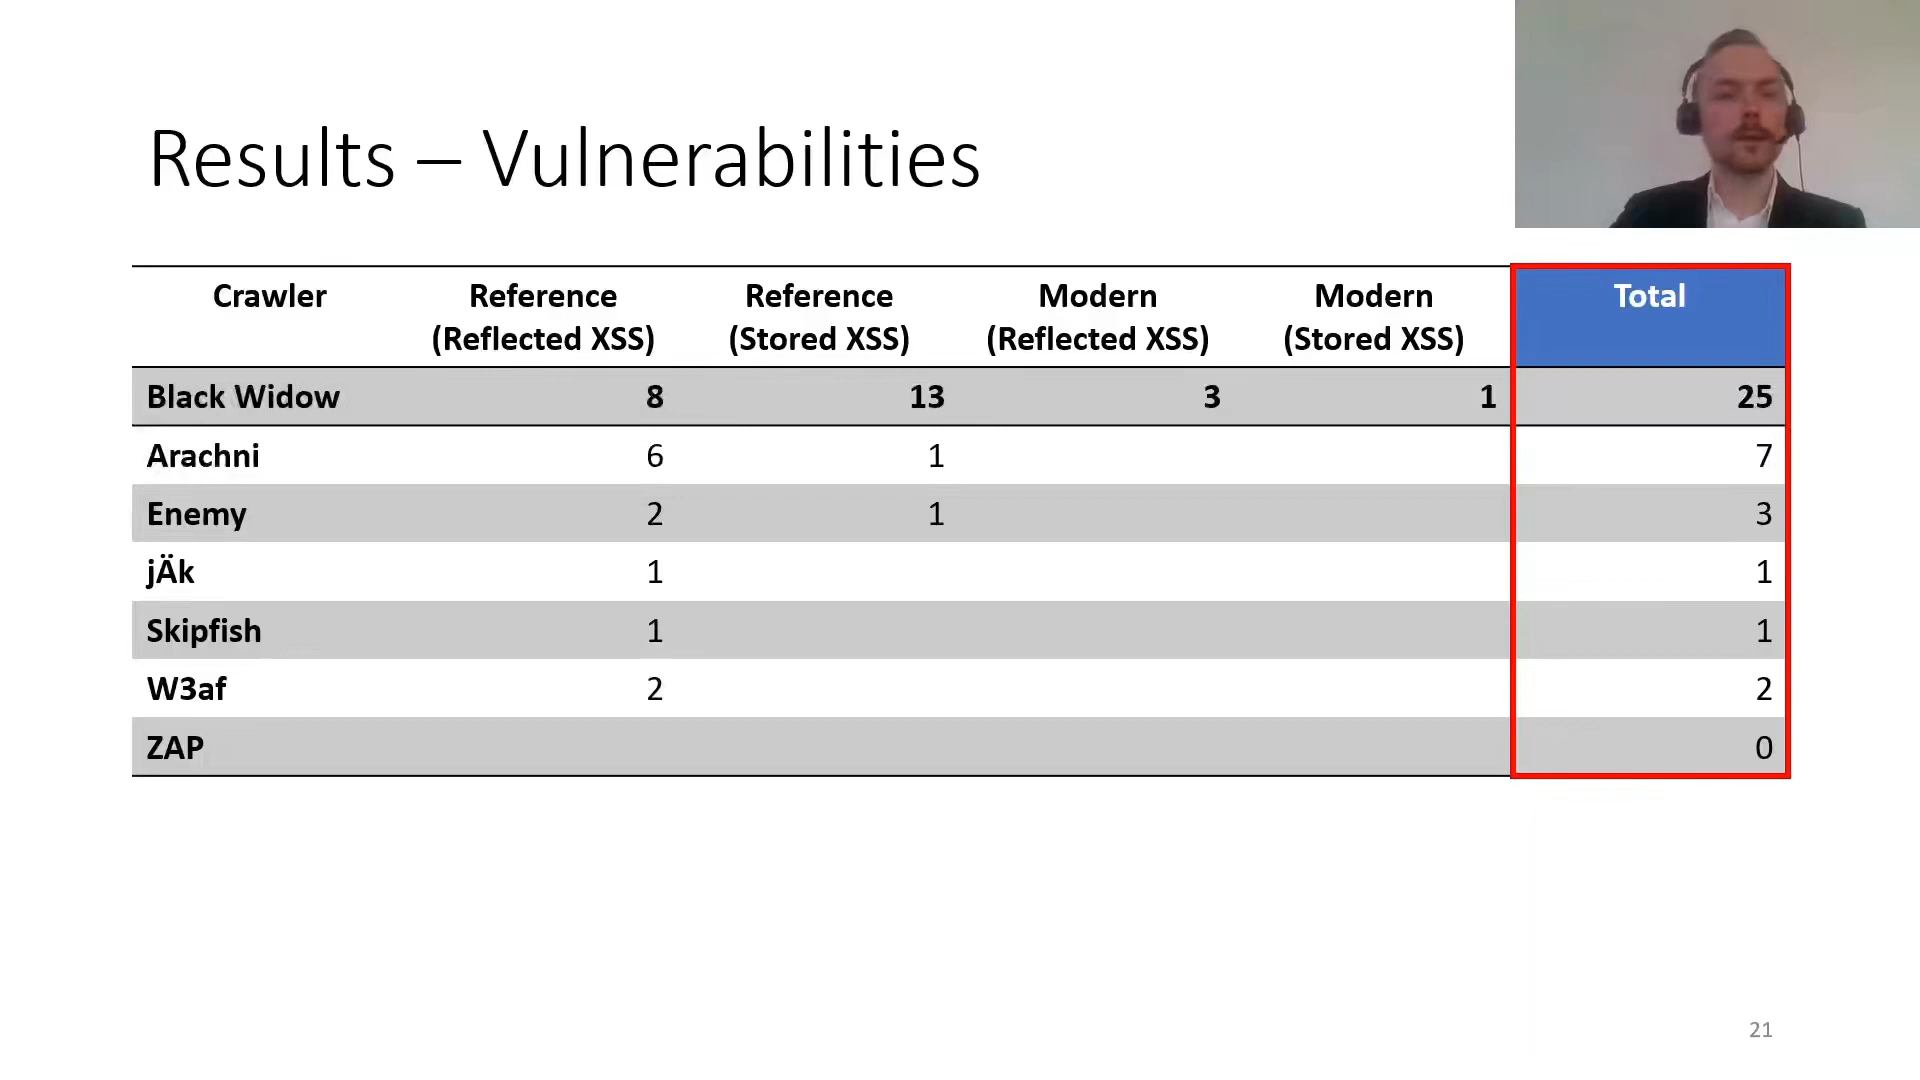 Results – Vulnerabilities
Crawler Reference (Reflected XSS) Reference (Stored XSS) Modern (Reflected XSS) Modern (Stored XSS) Total
Black Widow 8 13 3 1 25
Arachni 6 1 7
Enemy 2 1 3
jÄk 1 1
Skipfish 1 1
W3af 2 2
ZAP 0
21